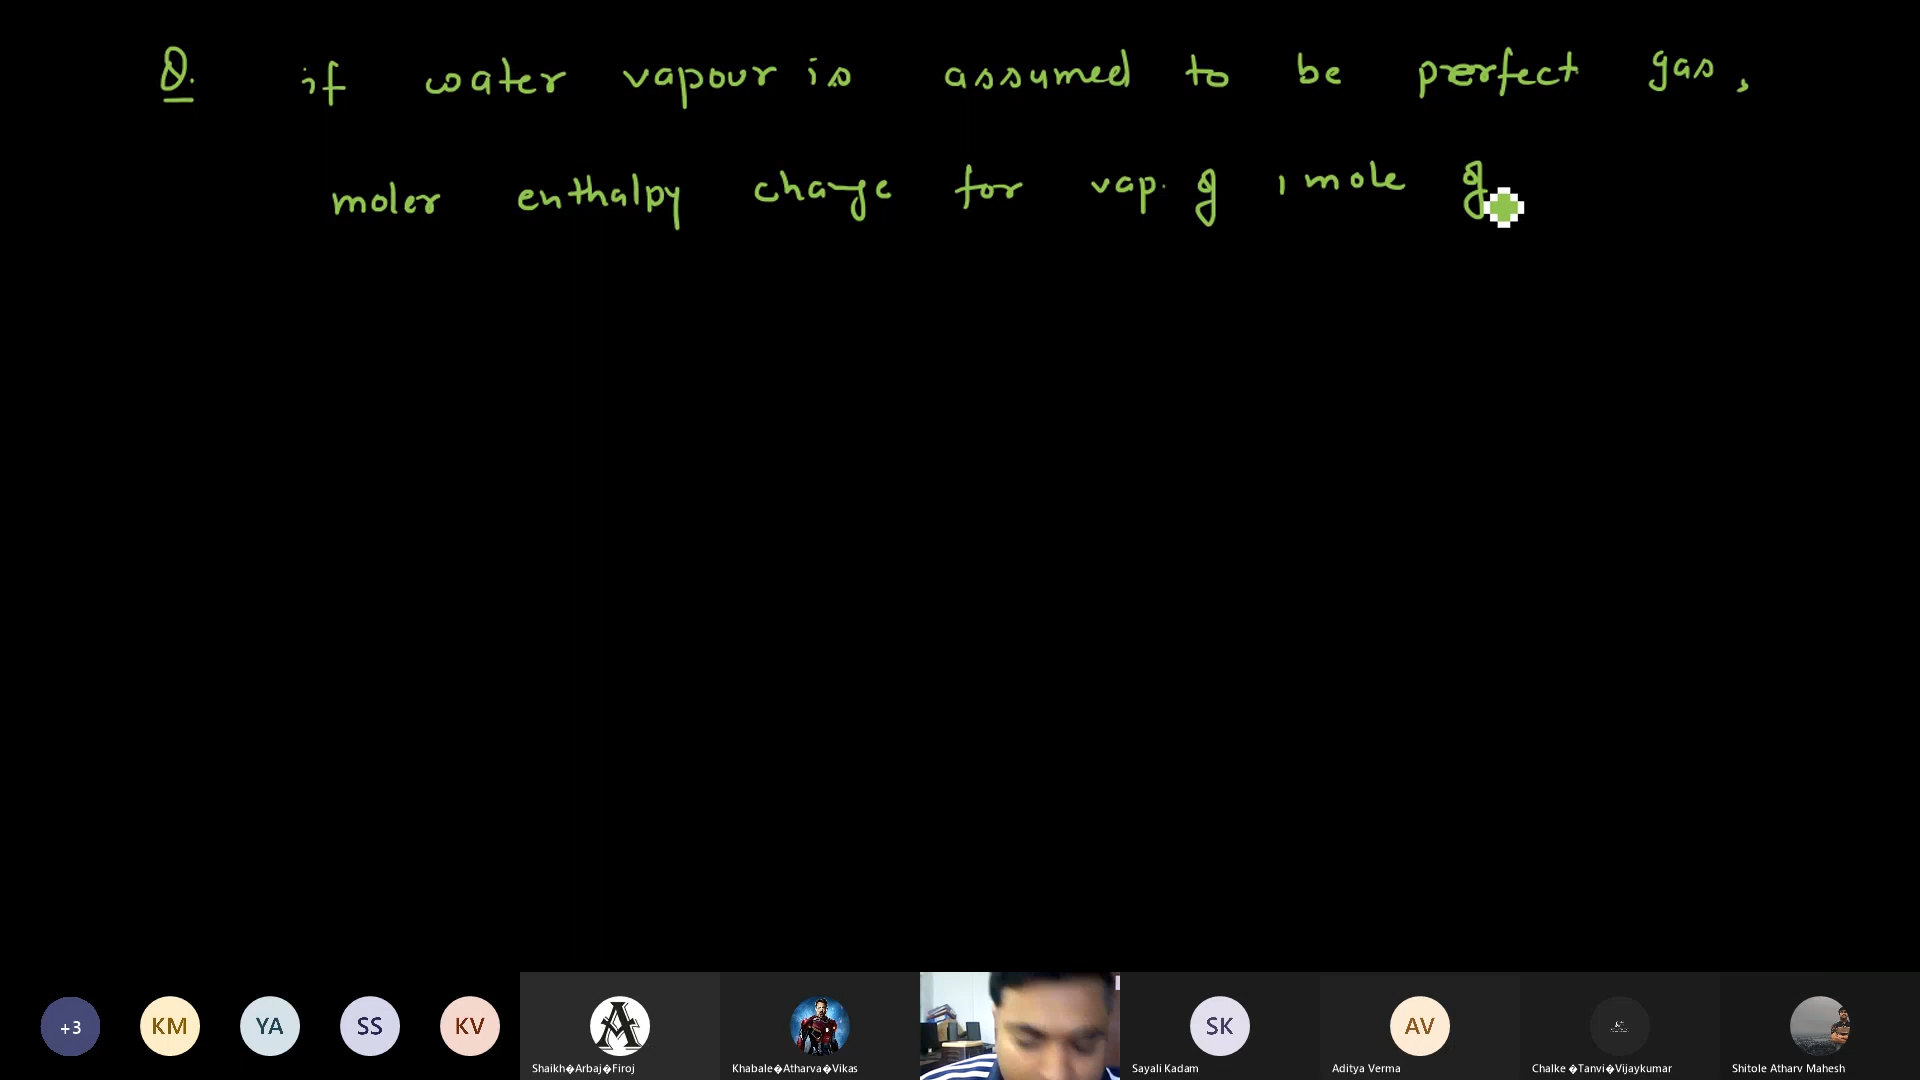 Q. if water vapour is assumed to be perfect gas,
molar enthalpy change for vap. of 1 mole of
+3 KM YA SS KV SK AV
Shaikh�Arbaj�Firoj Khabale�Atharva�Vikas Sayali Kadam Aditya Verma Chalke �Tanvi�Vijaykumar Shitole Atharv Mahesh